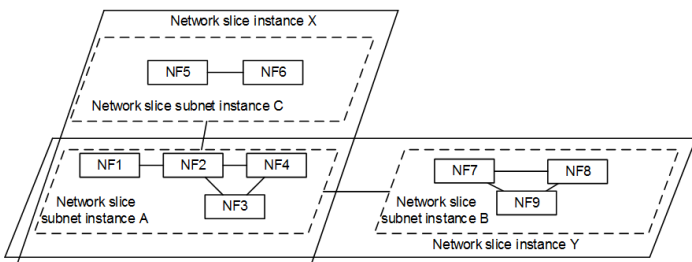 Network slice instance X
NF5
NF6
Network slice subnet instance C
NF1
NF2
NF4
NF3
Network slice
subnet instance A
NF7
NF8
NF9
Network slice
subnet instance B
Network slice instance Y